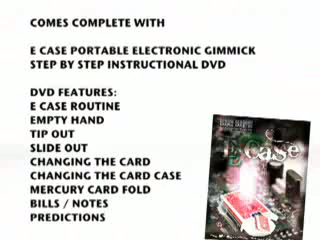 COMES COMPLETE WITH
E CASE PORTABLE ELECTRONIC GIMMICK
STEP BY STEP INSTRUCTIONAL DVD
DVD FEATURES:
E CASE ROUTINE
EMPTY HAND
TIP OUT
SLIDE OUT
CHANGING THE CARD
CHANGING THE CARD CASE
MERCURY CARD FOLD
BILLS / NOTES
PREDICTIONS
E Case